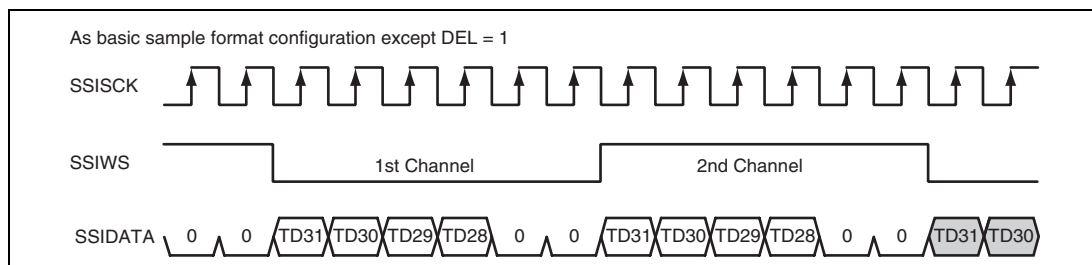 As basic sample format configuration except DEL = 1
SSISCK
SSIWS 1st Channel 2nd Channel
SSIDATA 0 0 TD31 TD30 TD29 TD28 0 0 TD31 TD30 TD29 TD28 0 0 TD31 TD30